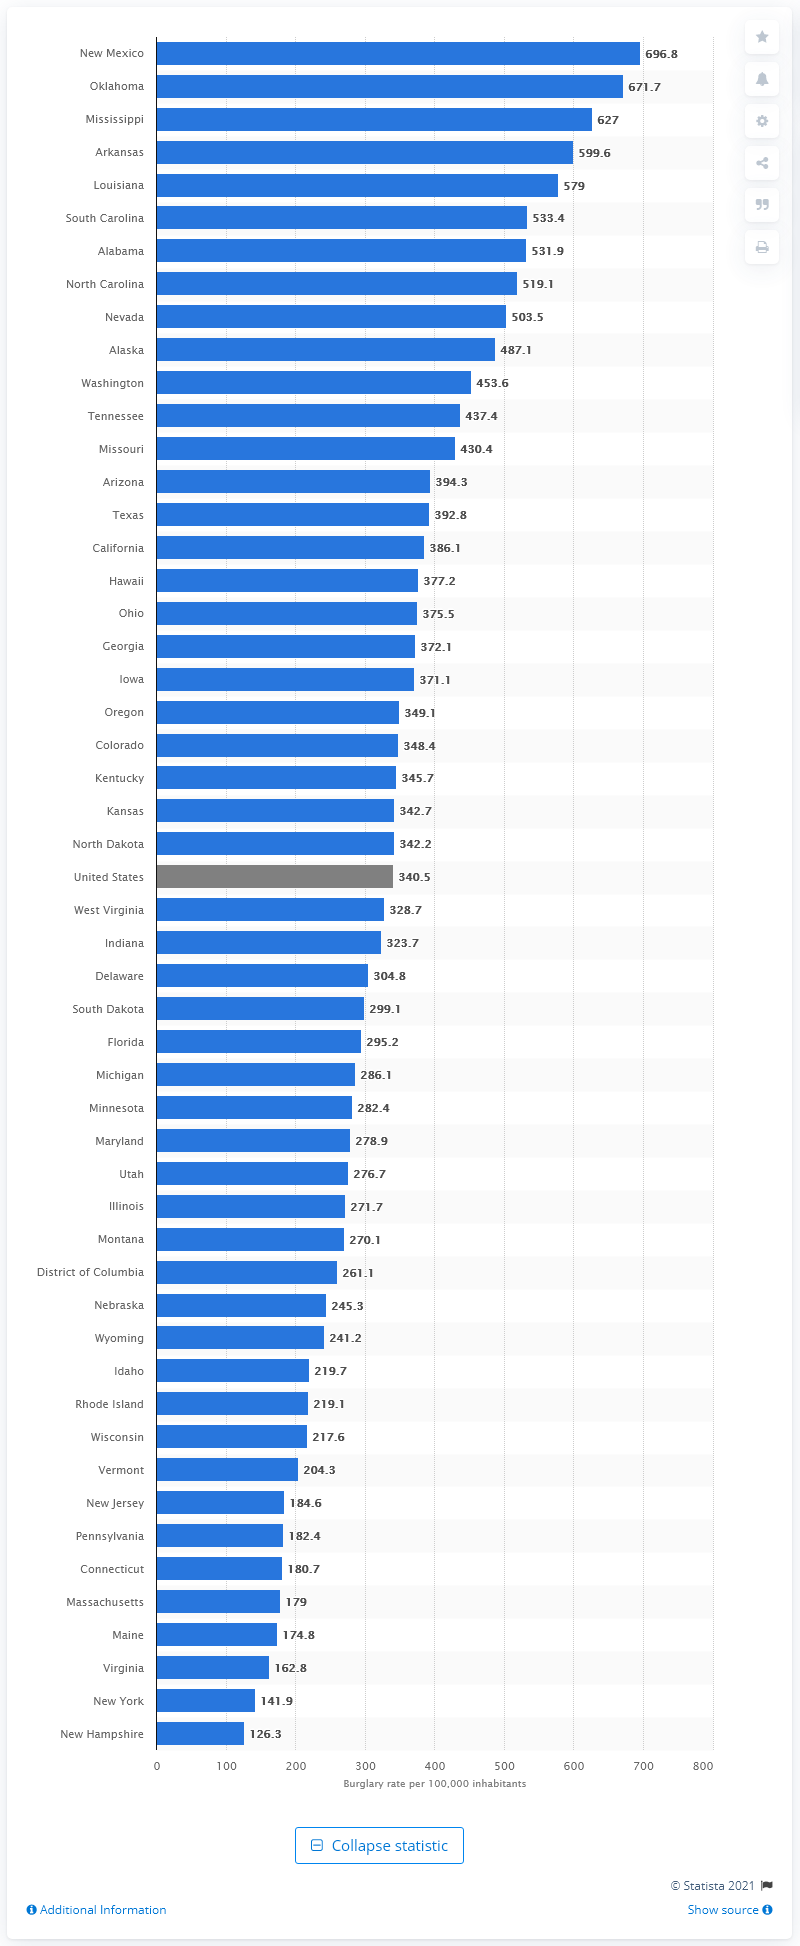 New Mexico 696.8
Oklahoma 671.7
Mississippi 627
Arkansas 599.6
Louisiana 579
South Carolina 533.4
Alabama 531.9
North Carolina 519.1
Nevada 503.5
Alaska 487.1
Washington 453.6
Tennessee 437.4
Missouri 430.4
Arizona 394.3
Texas 392.8
California 386.1
Hawaii 377.2
Ohio 375.5
Georgia 372.1
Iowa 371.1
Oregon 349.1
Colorado 348.4
Kentucky 345.7
Kansas 342.7
North Dakota 342.2
United States 340.5
West Virginia 328.7
Indiana 323.7
Delaware 304.8
South Dakota 299.1
Florida 295.2
Michigan 286.1
Minnesota 282.4
Maryland 278.9
Utah 276.7
Illinois 271.7
Montana 270.1
District of Columbia 261.1
Nebraska 245.3
Wyoming 241.2
Idaho 219.7
Rhode Island 219.1
Wisconsin 217.6
Vermont 204.3
New Jersey 184.6
Pennsylvania 182.4
Connecticut 180.7
Massachusetts 179
Maine 174.8
Virginia 162.8
New York 141.9
New Hampshire 126.3
0 100 200 300 400 500 600 700 800
Burglary rate per 100,000 inhabitants
Collapse statistic
© Statista 2021
Additional Information
Show source